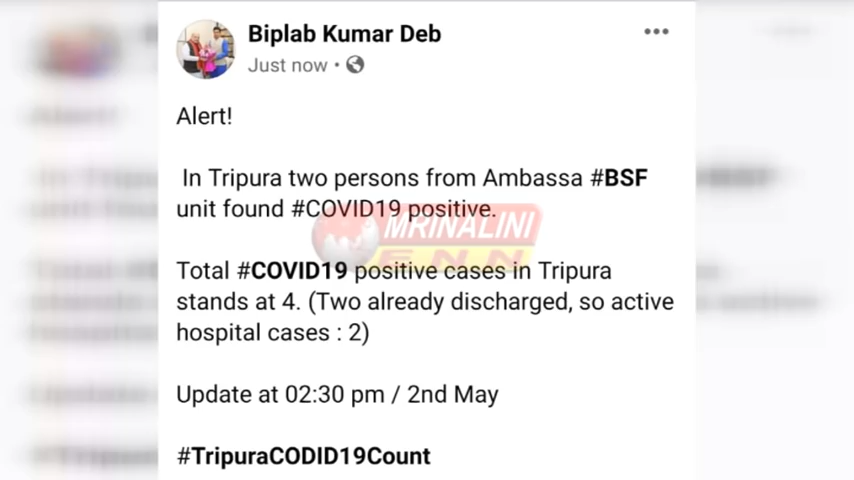 Biplab Kumar Deb
Just now
Alert!
In Tripura two persons from Ambassa #BSF
unit found #COVID19 positive.
MRINALINI
ENN
Total #COVID19 positive cases in Tripura
stands at 4. (Two already discharged, so active
hospital cases : 2)
Update at 02:30 pm / 2nd May
#TripuraCODID19Count